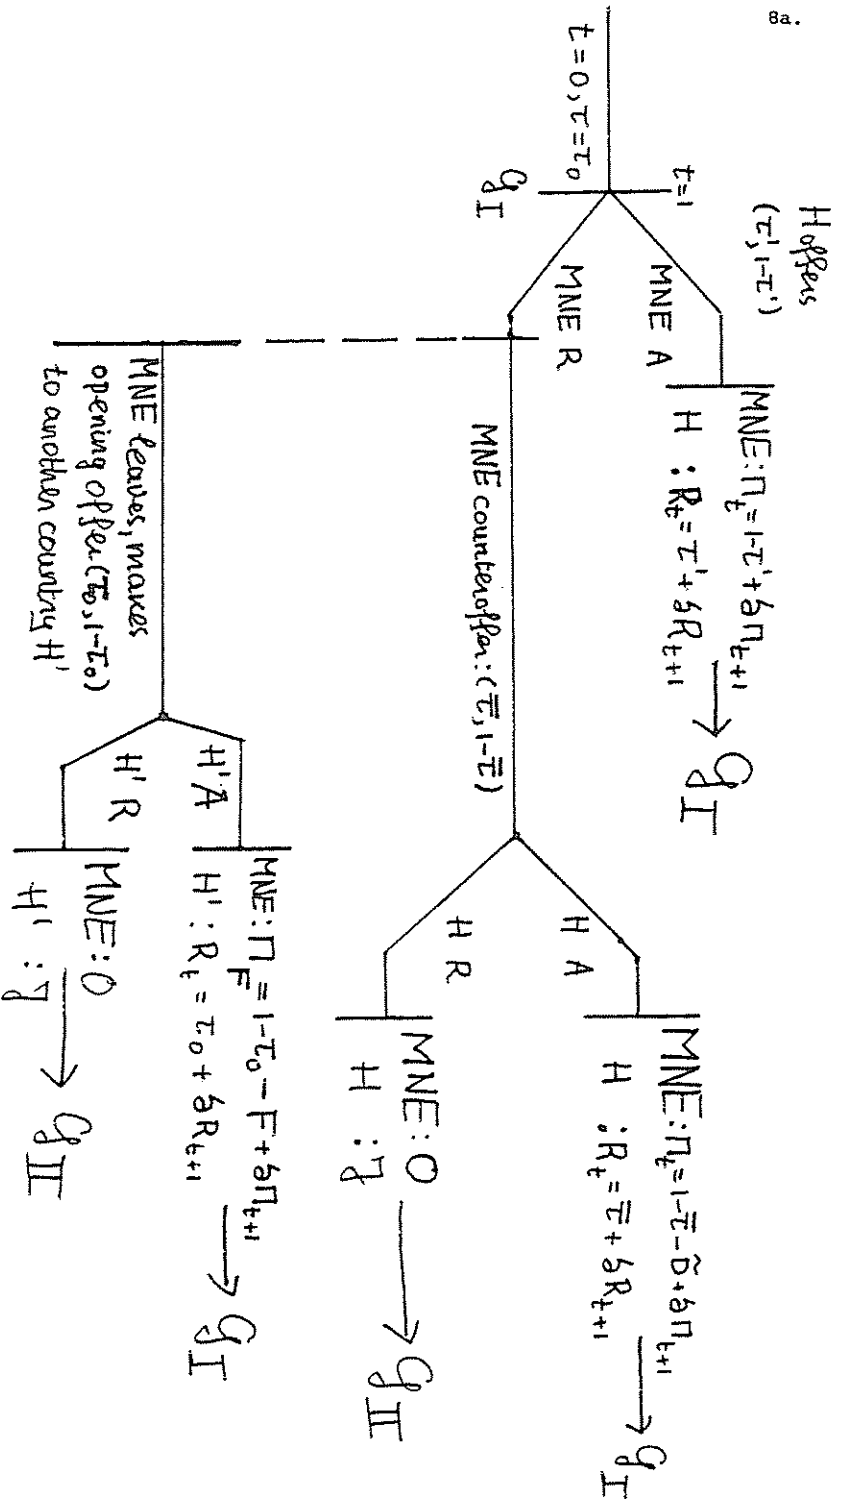 8a.
t=0, τ=τ₀
t=1
g_I
H offers
(τ', 1-τ')
MNE A
MNE R
MNE: Π_t = 1-τ' + δΠ_{t+1}
H : R_t = τ' + δR_{t+1}
→ g_I
MNE counteroffer: (τ̄, 1-τ̄)
H A
H R
MNE: Π_t = 1-τ̄-D̃+δΠ_{t+1}
H : R_t = τ̄ + δR_{t+1}
→ g_I
MNE: 0
H :
→ g_II
MNE leaves, makes
opening offer (τ₀, 1-τ₀)
to another country H'
H' A
H' R
MNE: Π_F = 1-τ₀ - F + δΠ_{t+1}
H' : R_t = τ₀ + δR_{t+1}
→ g_I
MNE: 0
H' :
→ g_II